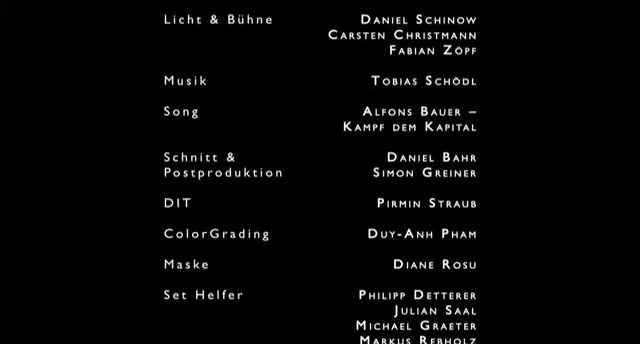 Licht & Bühne Daniel Schinow
Carsten Christmann
Fabian Zöpf
Musik Tobias Schödl
Song Alfons Bauer –
Kampf dem Kapital
Schnitt & Daniel Bahr
Postproduktion Simon Greiner
DIT Pirmin Straub
ColorGrading Duy-Anh Pham
Maske Diane Rosu
Set Helfer Philipp Detterer
Julian Saal
Michael Graeter
Markus Rebholz